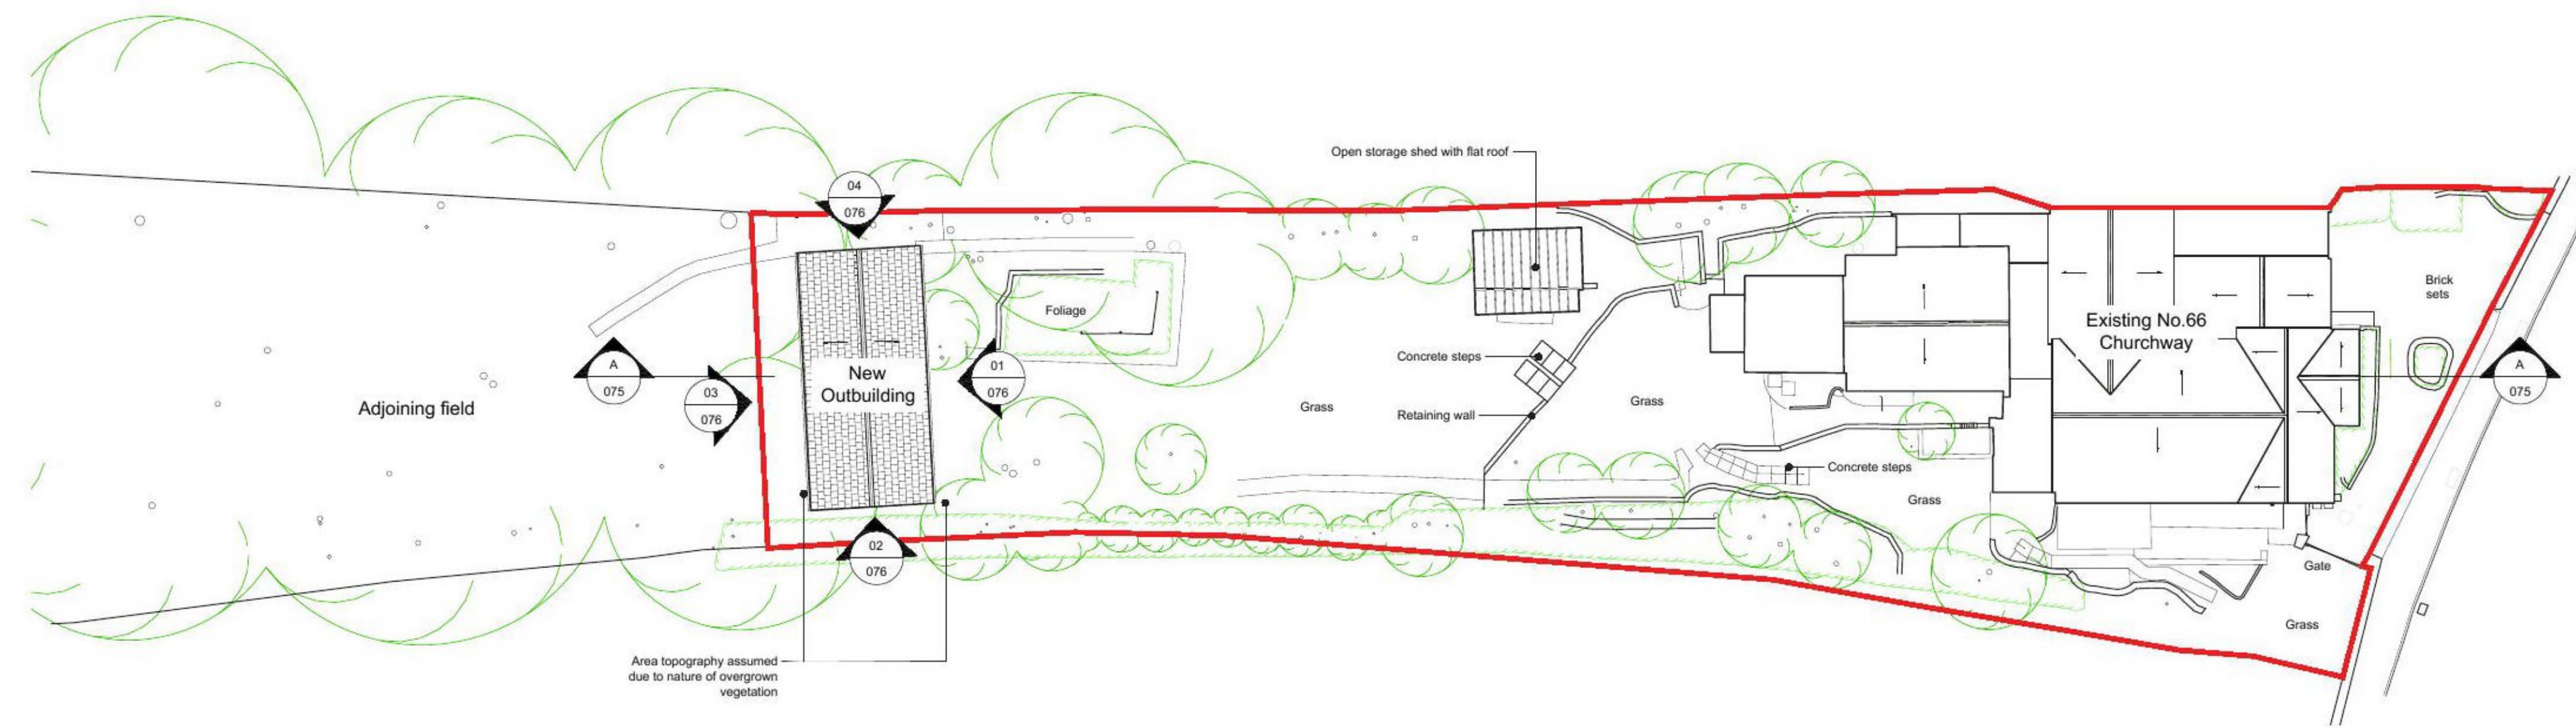 04
076
Open storage shed with flat roof
Brick
sets
Foliage
Existing No.66
Churchway
A
075
03
076
New
Outbuilding
01
076
Concrete steps
A
075
Adjoining field
Grass
Grass
Retaining wall
Concrete steps
Grass
02
076
Gate
Grass
Area topography assumed
due to nature of overgrown
vegetation